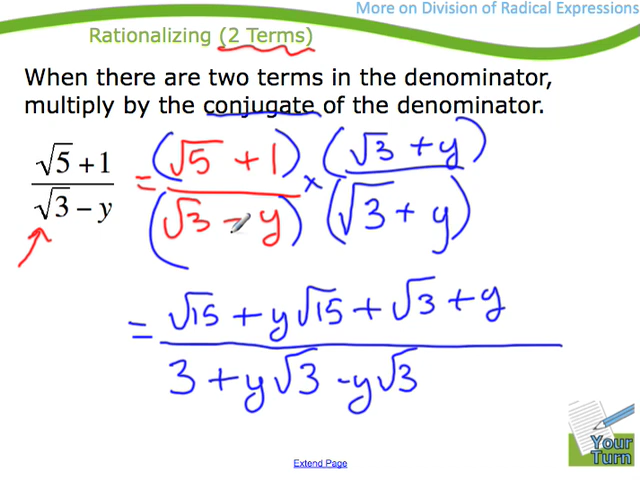 More on Division of Radical Expressions
Rationalizing (2 Terms)
When there are two terms in the denominator,
multiply by the conjugate of the denominator.
(√5 + 1)/(√3 − y) = (√5 + 1)/(√3 − y) × (√3 + y)/(√3 + y)
= (√15 + y√15 + √3 + y)/(3 + y√3 - y√3
Your
Turn
Extend Page